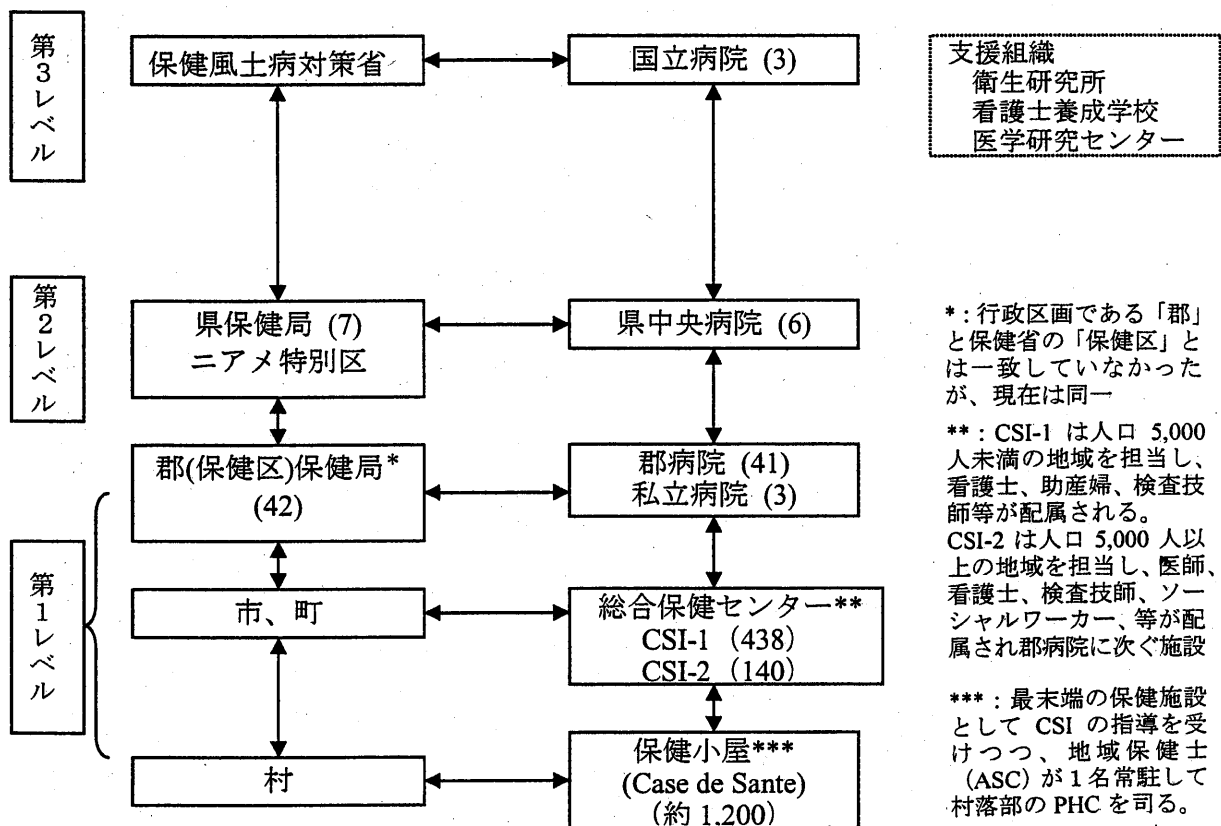 第3レベル
保健風土病対策省
国立病院 (3)
支援組織
衛生研究所
看護士養成学校
医学研究センター
第2レベル
県保健局 (7)
ニアメ特別区
県中央病院 (6)
*：行政区画である「郡」
と保健省の「保健区」と
は一致していなかった
が、現在は同一
第1レベル
郡(保健区)保健局*
(42)
郡病院 (41)
私立病院 (3)
**：CSI-1 は人口 5,000
人未満の地域を担当し、
看護士、助産婦、検査技
師等が配属される。
CSI-2 は人口 5,000 人以
上の地域を担当し、医師、
看護士、検査技師、ソー
シャルワーカー、等が配
属され郡病院に次ぐ施設
市、町
総合保健センター**
CSI-1（438）
CSI-2（140）
村
保健小屋***
(Case de Sante)
（約 1,200）
***：最末端の保健施設
として CSI の指導を受
けつつ、地域保健士
（ASC）が 1 名常駐して
村落部の PHC を司る。